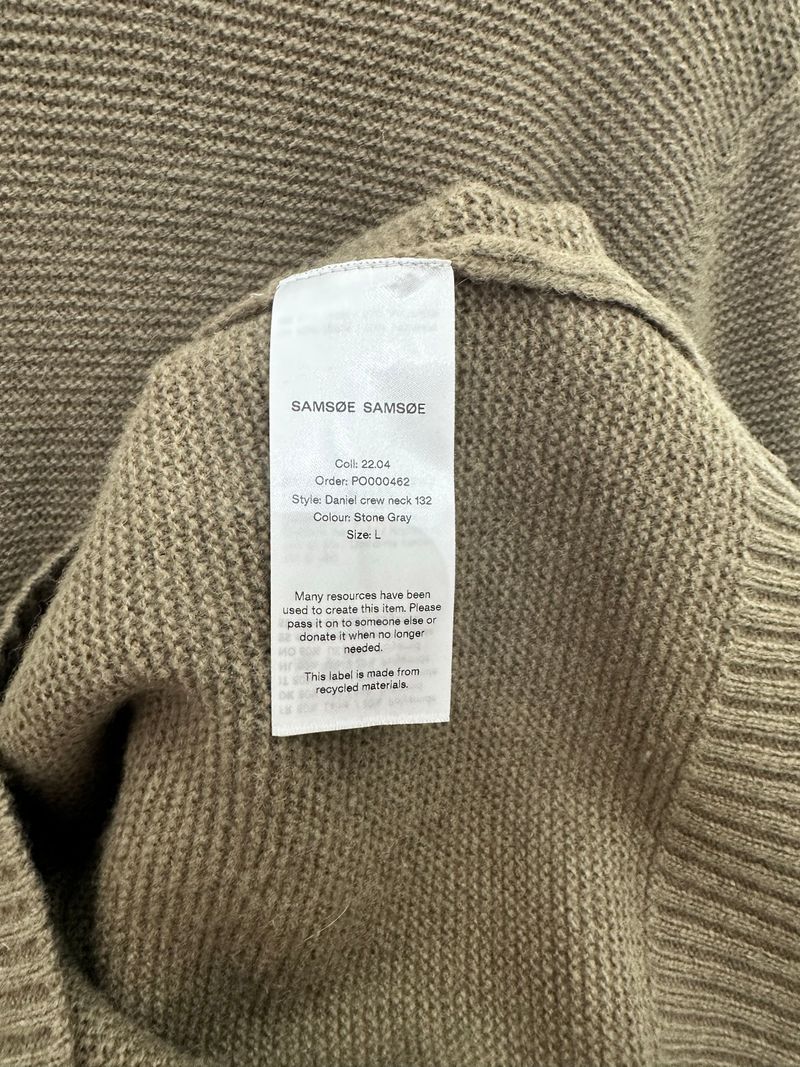 SAMSØE SAMSØE
Coll: 22.04
Order: PO000462
Style: Daniel crew neck 132
Colour: Stone Gray
Size: L
Many resources have been
used to create this item. Please
pass it on to someone else or
donate it when no longer
needed.
This label is made from
recycled materials.